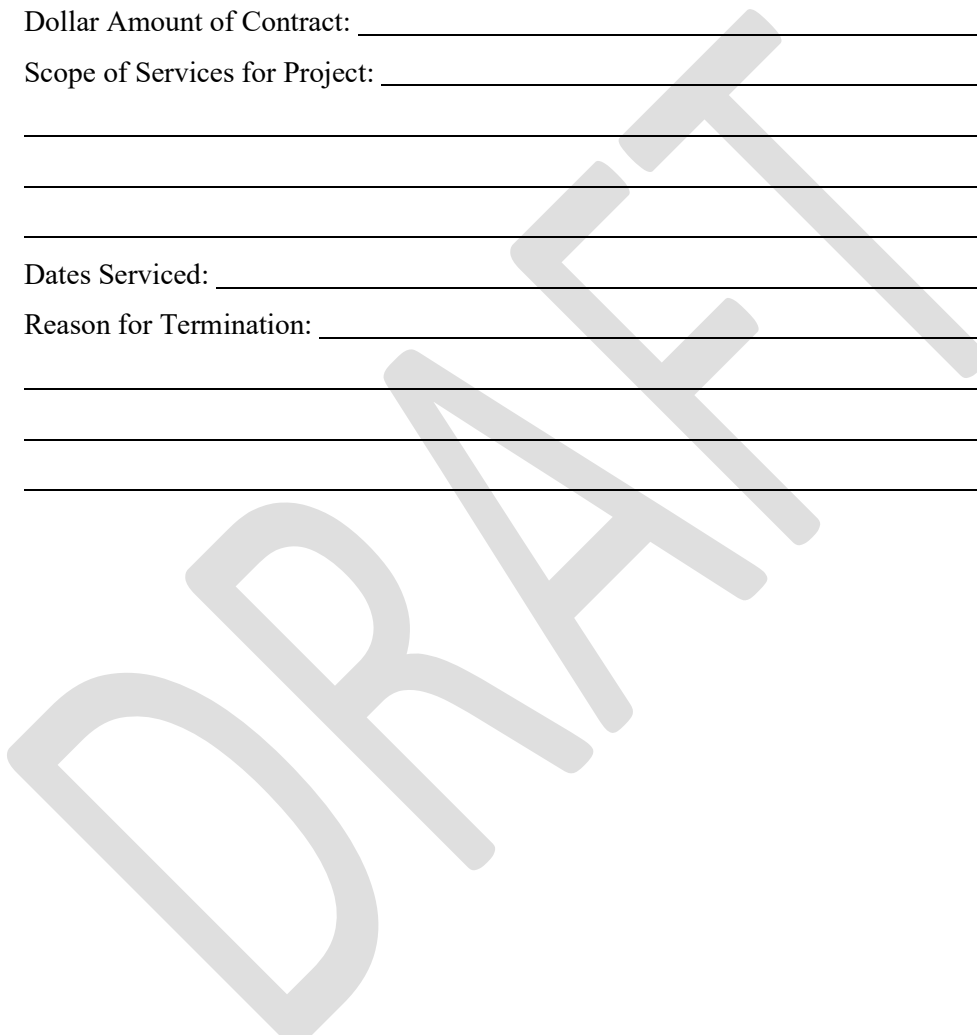 Dollar Amount of Contract:
Scope of Services for Project:
Dates Serviced:
Reason for Termination:
DRAFT